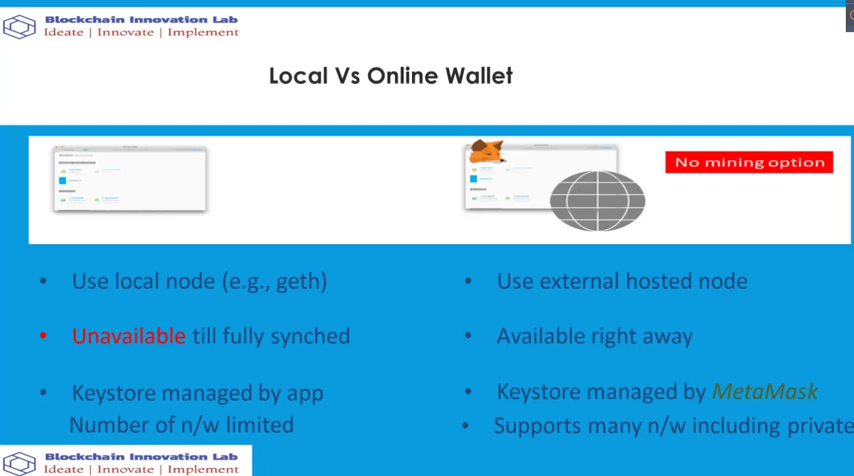 Blockchain Innovation Lab
Ideate | Innovate | Implement
Local Vs Online Wallet
No mining option
• Use local node (e.g., geth)
• Unavailable till fully synched
• Keystore managed by app
Number of n/w limited
• Use external hosted node
• Available right away
• Keystore managed by MetaMask
• Supports many n/w including private
Blockchain Innovation Lab
Ideate | Innovate | Implement